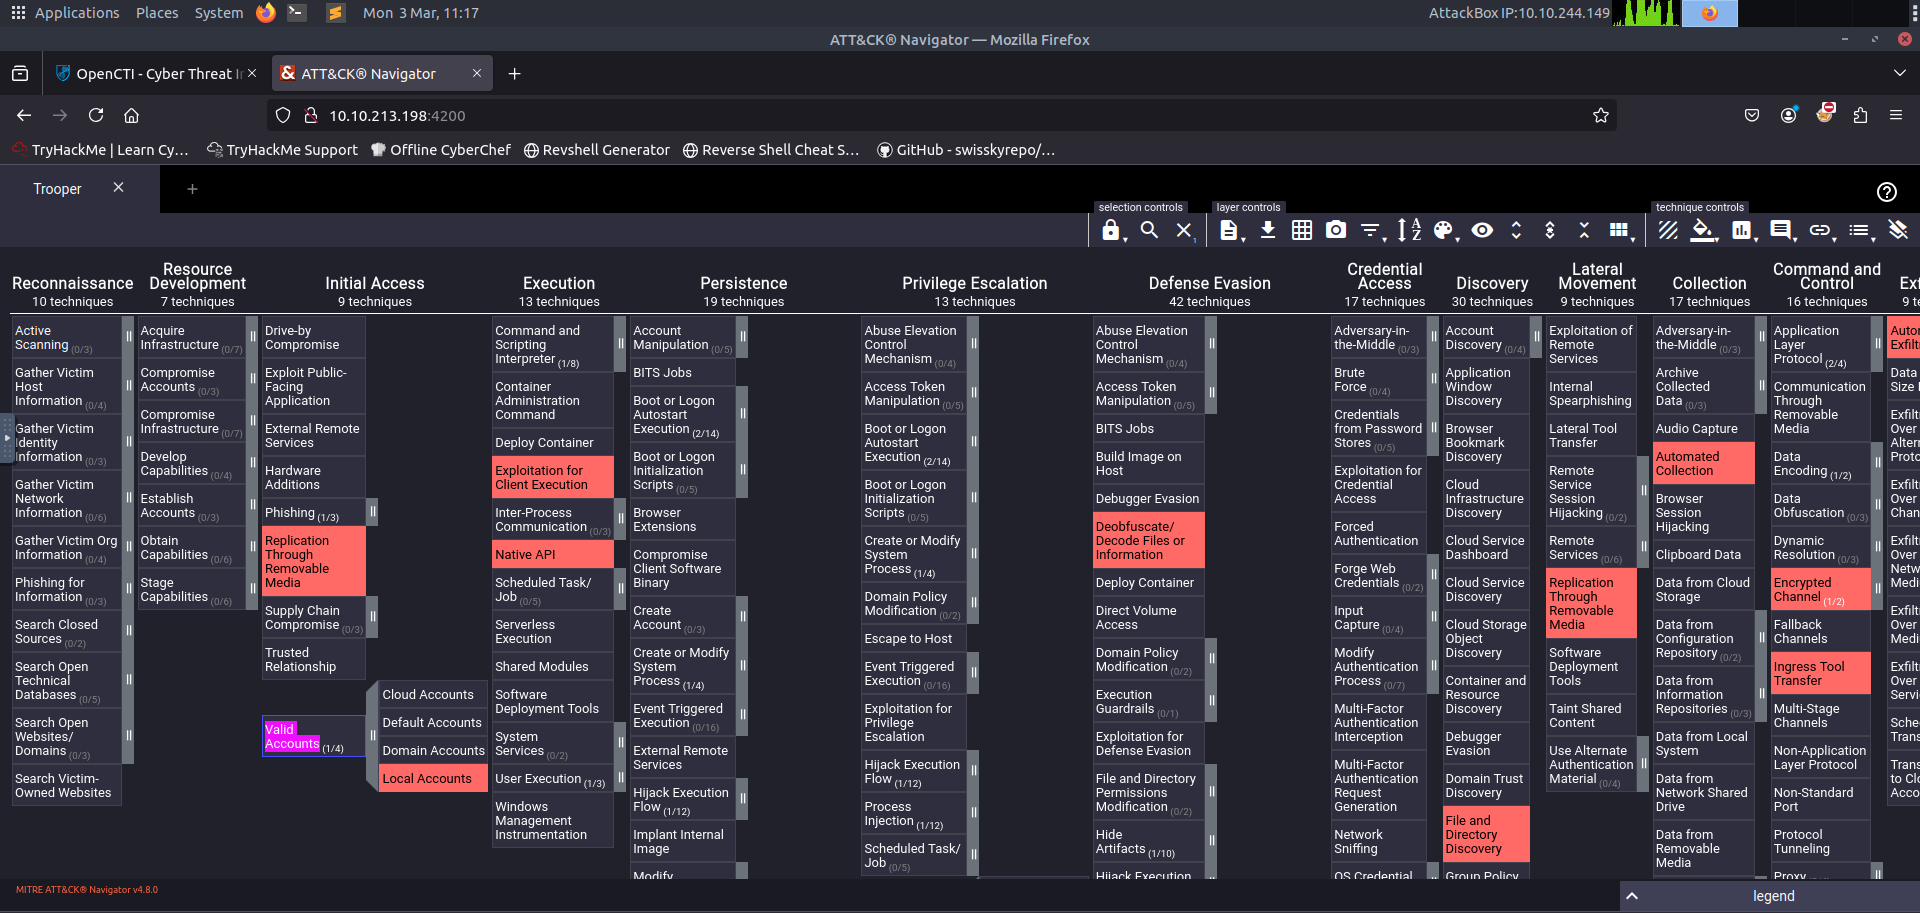 Applications Places System Mon 3 Mar, 11:17 AttackBox IP:10.10.244.149
ATT&CK® Navigator — Mozilla Firefox
OpenCTI - Cyber Threat In ATT&CK® Navigator
10.10.213.198:4200
TryHackMe | Learn Cy... TryHackMe Support Offline CyberChef Revshell Generator Reverse Shell Cheat S... GitHub - swisskyrepo/...
Trooper
selection controls layer controls technique controls
Reconnaissance
10 techniques
Active
Scanning (0/3)
Gather Victim
Host
Information (0/4)
Gather Victim
Identity
Information (0/3)
Gather Victim
Network
Information (0/6)
Gather Victim Org
Information (0/4)
Phishing for
Information (0/3)
Search Closed
Sources (0/2)
Search Open
Technical
Databases (0/5)
Search Open
Websites/
Domains (0/3)
Search Victim-
Owned Websites
Resource
Development
7 techniques
Acquire
Infrastructure (0/7)
Compromise
Accounts (0/3)
Compromise
Infrastructure (0/7)
Develop
Capabilities (0/4)
Establish
Accounts (0/3)
Obtain
Capabilities (0/6)
Stage
Capabilities (0/6)
Initial Access
9 techniques
Drive-by
Compromise
Exploit Public-
Facing
Application
External Remote
Services
Hardware
Additions
Phishing (1/3)
Replication
Through
Removable
Media
Supply Chain
Compromise (0/3)
Trusted
Relationship
Valid
Accounts (1/4)
Cloud Accounts
Default Accounts
Domain Accounts
Local Accounts
Execution
13 techniques
Command and
Scripting
Interpreter (1/8)
Container
Administration
Command
Deploy Container
Exploitation for
Client Execution
Inter-Process
Communication (0/3)
Native API
Scheduled Task/
Job (0/5)
Serverless
Execution
Shared Modules
Software
Deployment Tools
System
Services (0/2)
User Execution (1/3)
Windows
Management
Instrumentation
Persistence
19 techniques
Account
Manipulation (0/5)
BITS Jobs
Boot or Logon
Autostart
Execution (2/14)
Boot or Logon
Initialization
Scripts (0/5)
Browser
Extensions
Compromise
Client Software
Binary
Create
Account (0/3)
Create or Modify
System
Process (1/4)
Event Triggered
Execution (0/16)
External Remote
Services
Hijack Execution
Flow (1/12)
Implant Internal
Image
Modify
Privilege Escalation
13 techniques
Abuse Elevation
Control
Mechanism (0/4)
Access Token
Manipulation (0/5)
Boot or Logon
Autostart
Execution (2/14)
Boot or Logon
Initialization
Scripts (0/5)
Create or Modify
System
Process (1/4)
Domain Policy
Modification (0/2)
Escape to Host
Event Triggered
Execution (0/16)
Exploitation for
Privilege
Escalation
Hijack Execution
Flow (1/12)
Process
Injection (1/12)
Scheduled Task/
Job (0/5)
Defense Evasion
42 techniques
Abuse Elevation
Control
Mechanism (0/4)
Access Token
Manipulation (0/5)
BITS Jobs
Build Image on
Host
Debugger Evasion
Deobfuscate/
Decode Files or
Information
Deploy Container
Direct Volume
Access
Domain Policy
Modification (0/2)
Execution
Guardrails (0/1)
Exploitation for
Defense Evasion
File and Directory
Permissions
Modification (0/2)
Hide
Artifacts (1/10)
Hijack Execution
Credential
Access
17 techniques
Adversary-in-
the-Middle (0/3)
Brute
Force (0/4)
Credentials
from Password
Stores (0/5)
Exploitation for
Credential
Access
Forced
Authentication
Forge Web
Credentials (0/2)
Input
Capture (0/4)
Modify
Authentication
Process (0/7)
Multi-Factor
Authentication
Interception
Multi-Factor
Authentication
Request
Generation
Network
Sniffing
OS Credential
Discovery
30 techniques
Account
Discovery (0/4)
Application
Window
Discovery
Browser
Bookmark
Discovery
Cloud
Infrastructure
Discovery
Cloud Service
Dashboard
Cloud Service
Discovery
Cloud Storage
Object
Discovery
Container and
Resource
Discovery
Debugger
Evasion
Domain Trust
Discovery
File and
Directory
Discovery
Group Policy
Lateral
Movement
9 techniques
Exploitation of
Remote
Services
Internal
Spearphishing
Lateral Tool
Transfer
Remote
Service
Session
Hijacking (0/2)
Remote
Services (0/6)
Replication
Through
Removable
Media
Software
Deployment
Tools
Taint Shared
Content
Use Alternate
Authentication
Material (0/4)
Collection
17 techniques
Adversary-in-
the-Middle (0/3)
Archive
Collected
Data (0/3)
Audio Capture
Automated
Collection
Browser
Session
Hijacking
Clipboard Data
Data from Cloud
Storage
Data from
Configuration
Repository (0/2)
Data from
Information
Repositories (0/3)
Data from Local
System
Data from
Network Shared
Drive
Data from
Removable
Media
Command and
Control
16 techniques
Application
Layer
Protocol (2/4)
Communication
Through
Removable
Media
Data
Encoding (1/2)
Data
Obfuscation (0/3)
Dynamic
Resolution (0/3)
Encrypted
Channel (1/2)
Fallback
Channels
Ingress Tool
Transfer
Multi-Stage
Channels
Non-Application
Layer Protocol
Non-Standard
Port
Protocol
Tunneling
Proxy
Exf
9 te
Auto
Exfilt
Data
Size
Exfilt
Over
Altern
Proto
Exfilt
Over
Chan
Exfilt
Over
Netw
Medi
Exfilt
Over
Medi
Exfilt
Over
Servi
Sche
Trans
Trans
to Cl
Acco
MITRE ATT&CK® Navigator v4.8.0
legend